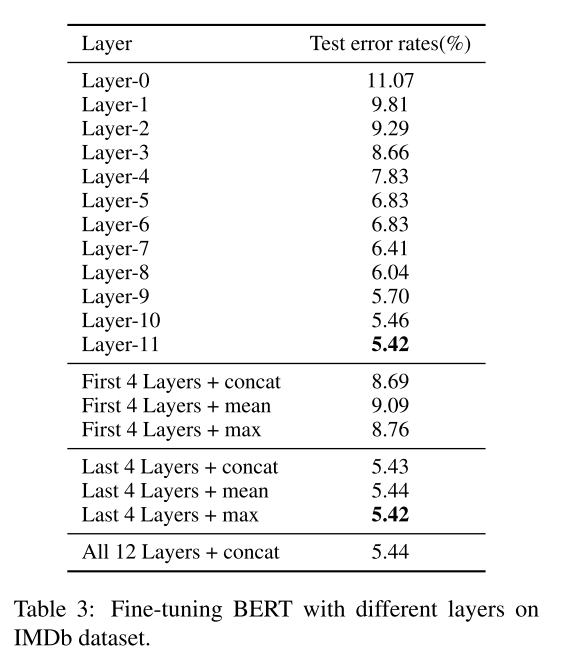 Layer Test error rates(%)
Layer-0 11.07
Layer-1 9.81
Layer-2 9.29
Layer-3 8.66
Layer-4 7.83
Layer-5 6.83
Layer-6 6.83
Layer-7 6.41
Layer-8 6.04
Layer-9 5.70
Layer-10 5.46
Layer-11 5.42
First 4 Layers + concat 8.69
First 4 Layers + mean 9.09
First 4 Layers + max 8.76
Last 4 Layers + concat 5.43
Last 4 Layers + mean 5.44
Last 4 Layers + max 5.42
All 12 Layers + concat 5.44
Table 3: Fine-tuning BERT with different layers on
IMDb dataset.